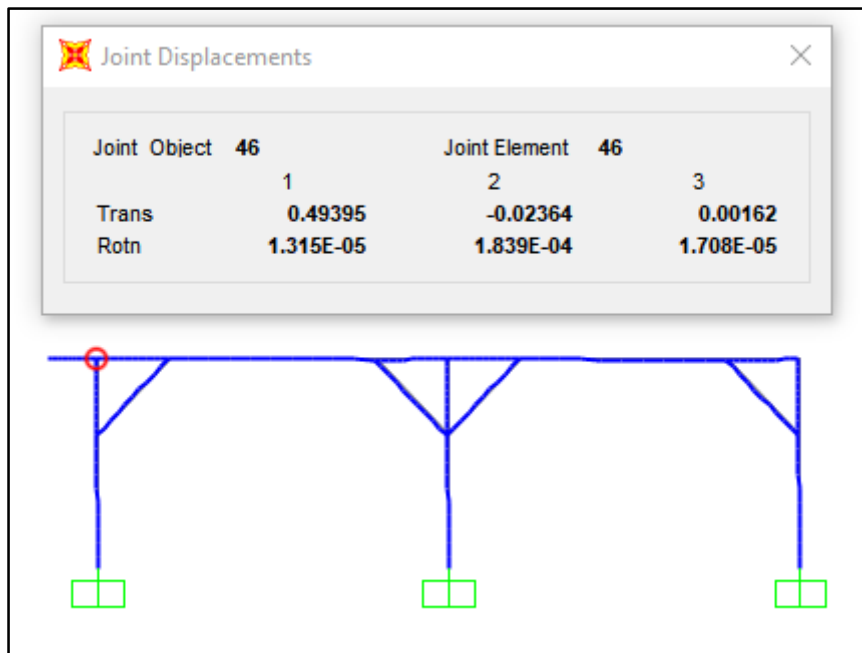 Joint Displacements
Joint Object 46 Joint Element 46
1 2 3
Trans 0.49395 -0.02364 0.00162
Rotn 1.315E-05 1.839E-04 1.708E-05